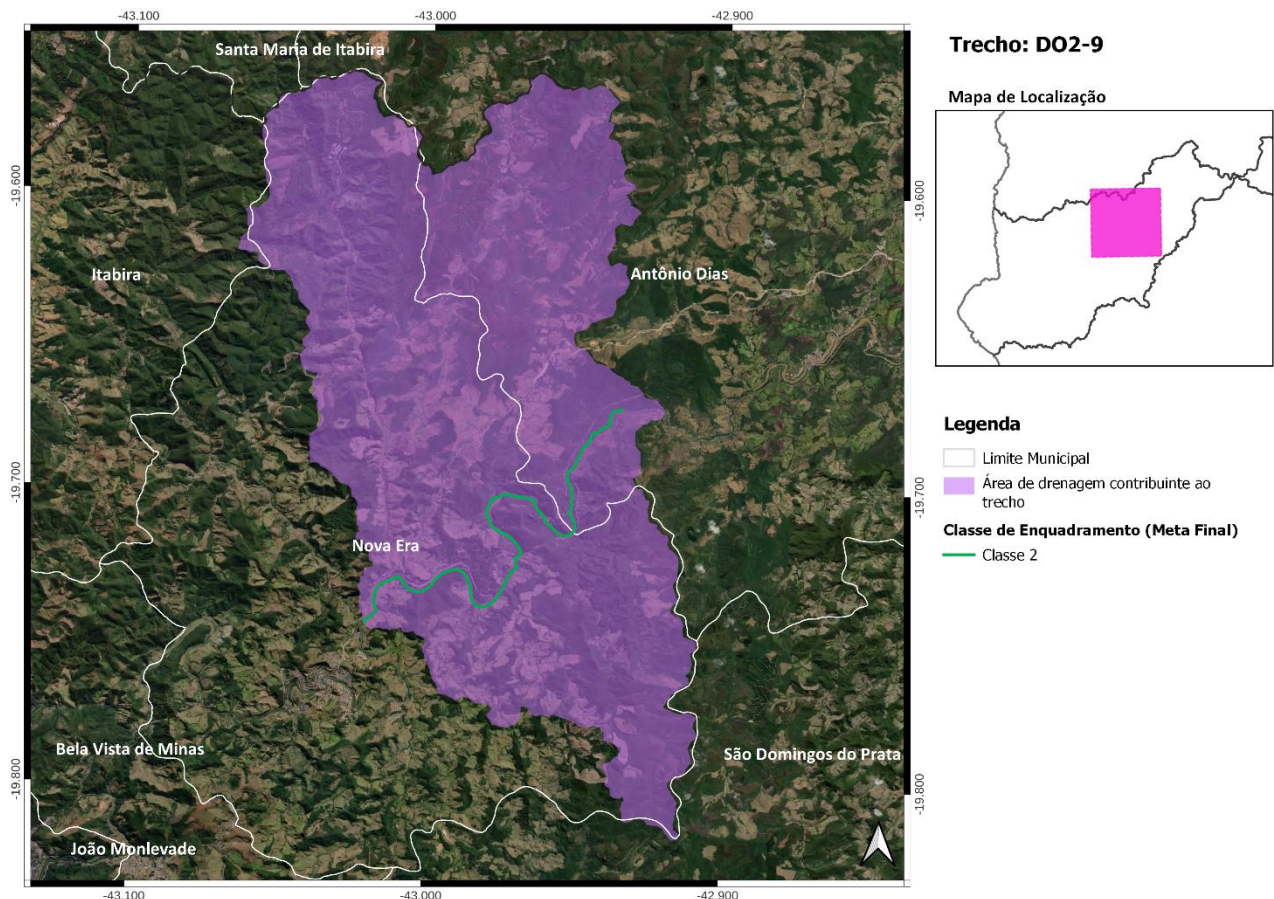 -43.100
-43.000
-42.900
Santa Maria de Itabira
Trecho: DO2-9
Mapa de Localização
-19.600
-19.600
Itabira
Antônio Dias
Legenda
Limite Municipal
Área de drenagem contribuinte ao
trecho
Classe de Enquadramento (Meta Final)
Classe 2
-19.700
-19.700
Nova Era
Bela Vista de Minas
São Domingos do Prata
-19.800
-19.800
João Monlevade
-43.100
-43.000
-42.900